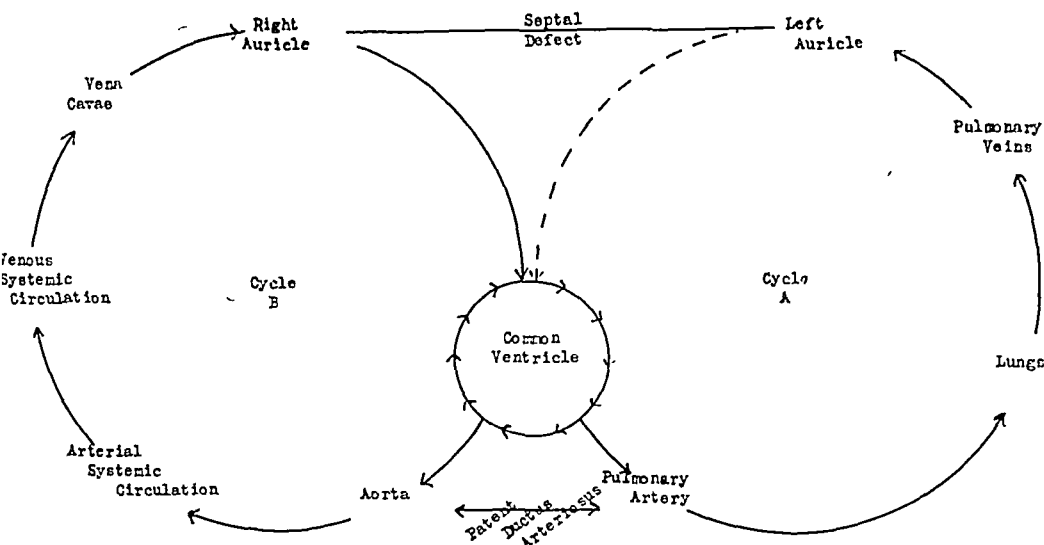 Septal
Defect
Right
Auricle
Left
Auricle
Vena
Cavae
Pulmonary
Veins
Venous
Systemic
Circulation
Cycle
B
Cycle
A
Common
Ventricle
Lungs
Arterial
Systemic
Circulation
Aorta
Pulmonary
Artery
Patent
Ductus
Arteriosus